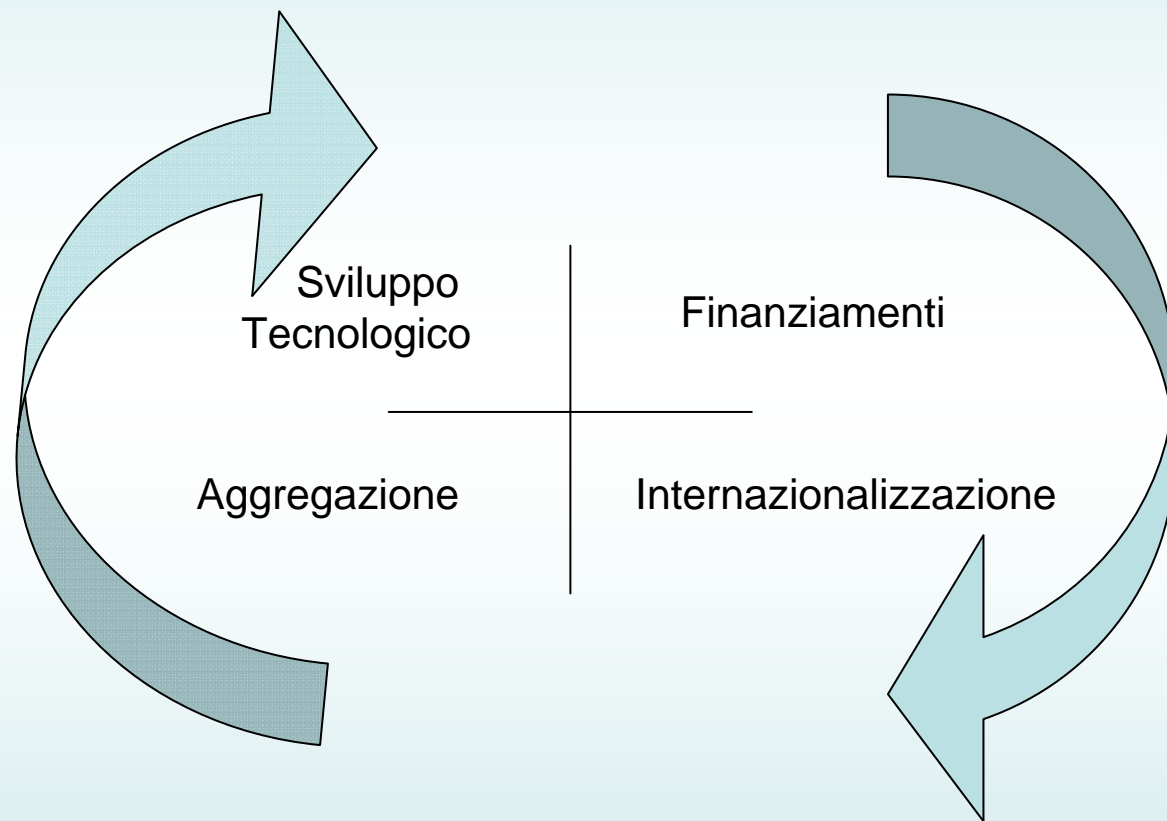 Sviluppo
Tecnologico
Finanziamenti
Aggregazione
Internazionalizzazione